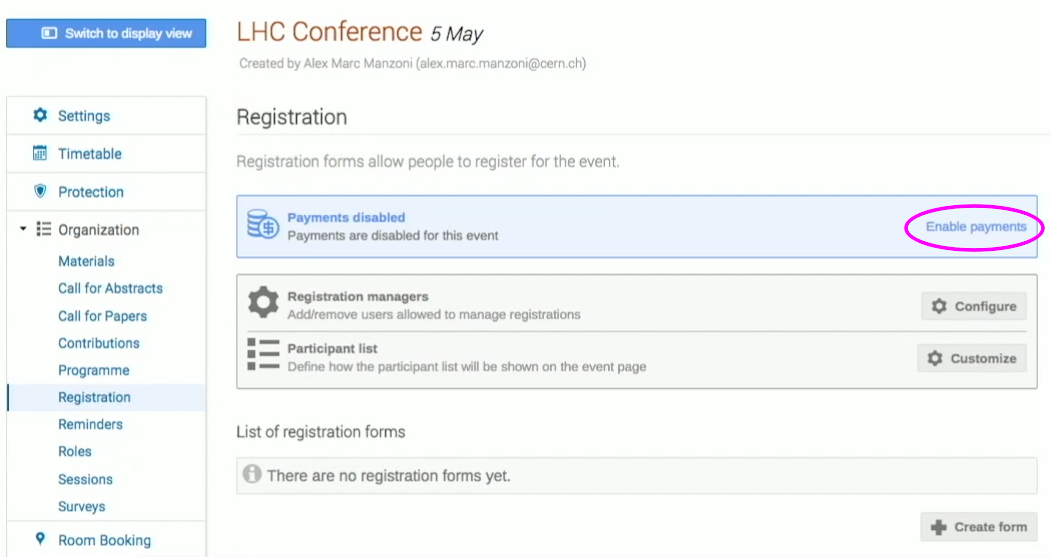 Switch to display view
LHC Conference 5 May
Created by Alex Marc Manzoni (alex.marc.manzoni@cern.ch)
Settings
Timetable
Protection
Organization
Materials
Call for Abstracts
Call for Papers
Contributions
Programme
Registration
Reminders
Roles
Sessions
Surveys
Room Booking
Registration
Registration forms allow people to register for the event.
Payments disabled
Payments are disabled for this event
Enable payments
Registration managers
Add/remove users allowed to manage registrations
Configure
Participant list
Define how the participant list will be shown on the event page
Customize
List of registration forms
There are no registration forms yet.
Create form